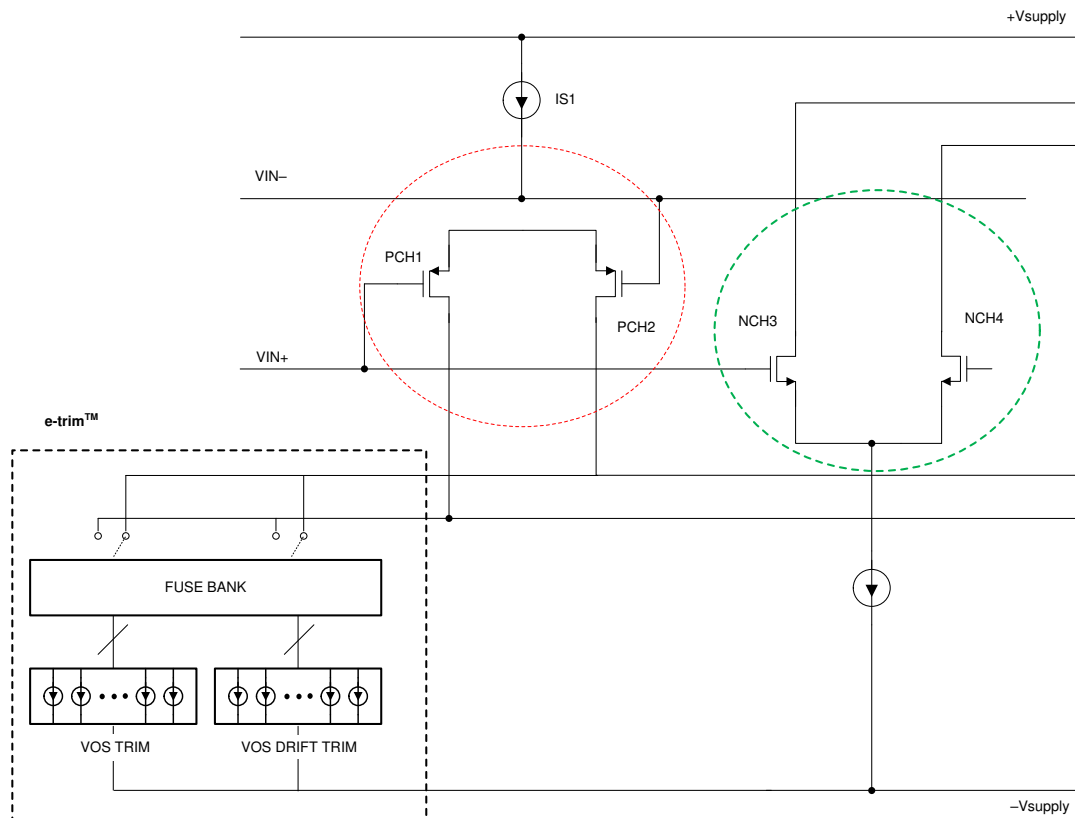 +Vsupply
IS1
VIN–
PCH1
PCH2
NCH3
NCH4
VIN+
e-trim™
FUSE BANK
VOS TRIM
VOS DRIFT TRIM
–Vsupply